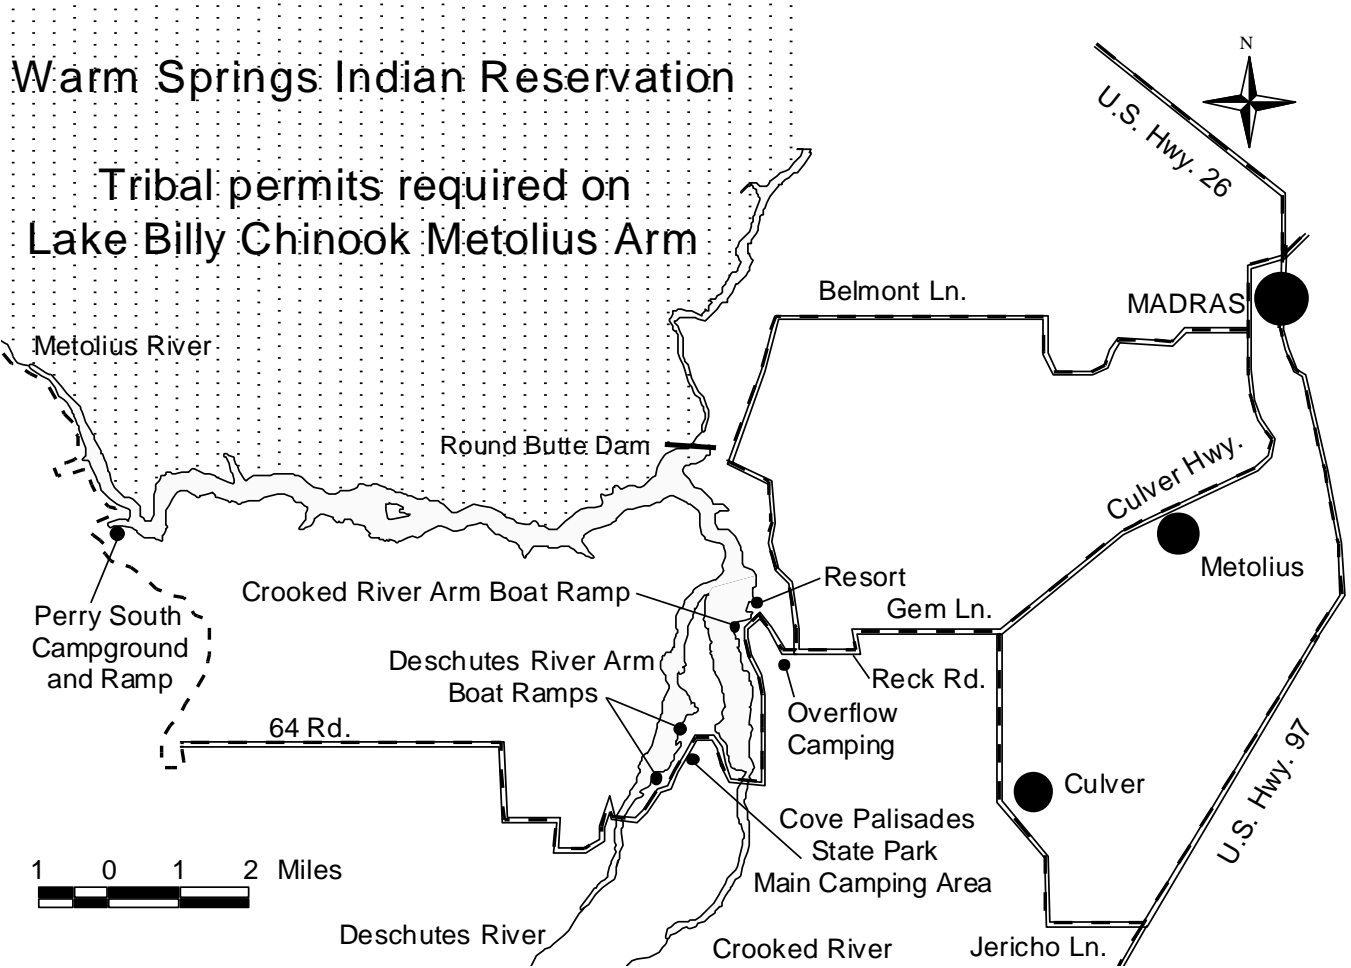 N
Warm Springs Indian Reservation
U.S. Hwy. 26
Tribal permits required on
Lake Billy Chinook Metolius Arm
Belmont Ln.
MADRAS
Metolius River
Round Butte Dam
Culver Hwy.
Metolius
Resort
Crooked River Arm Boat Ramp
Gem Ln.
Perry South
Campground
and Ramp
Deschutes River Arm
Boat Ramps
Reck Rd.
Overflow
Camping
64 Rd.
U.S. Hwy. 97
Culver
Cove Palisades
State Park
Main Camping Area
1 0 1 2 Miles
Deschutes River
Crooked River
Jericho Ln.